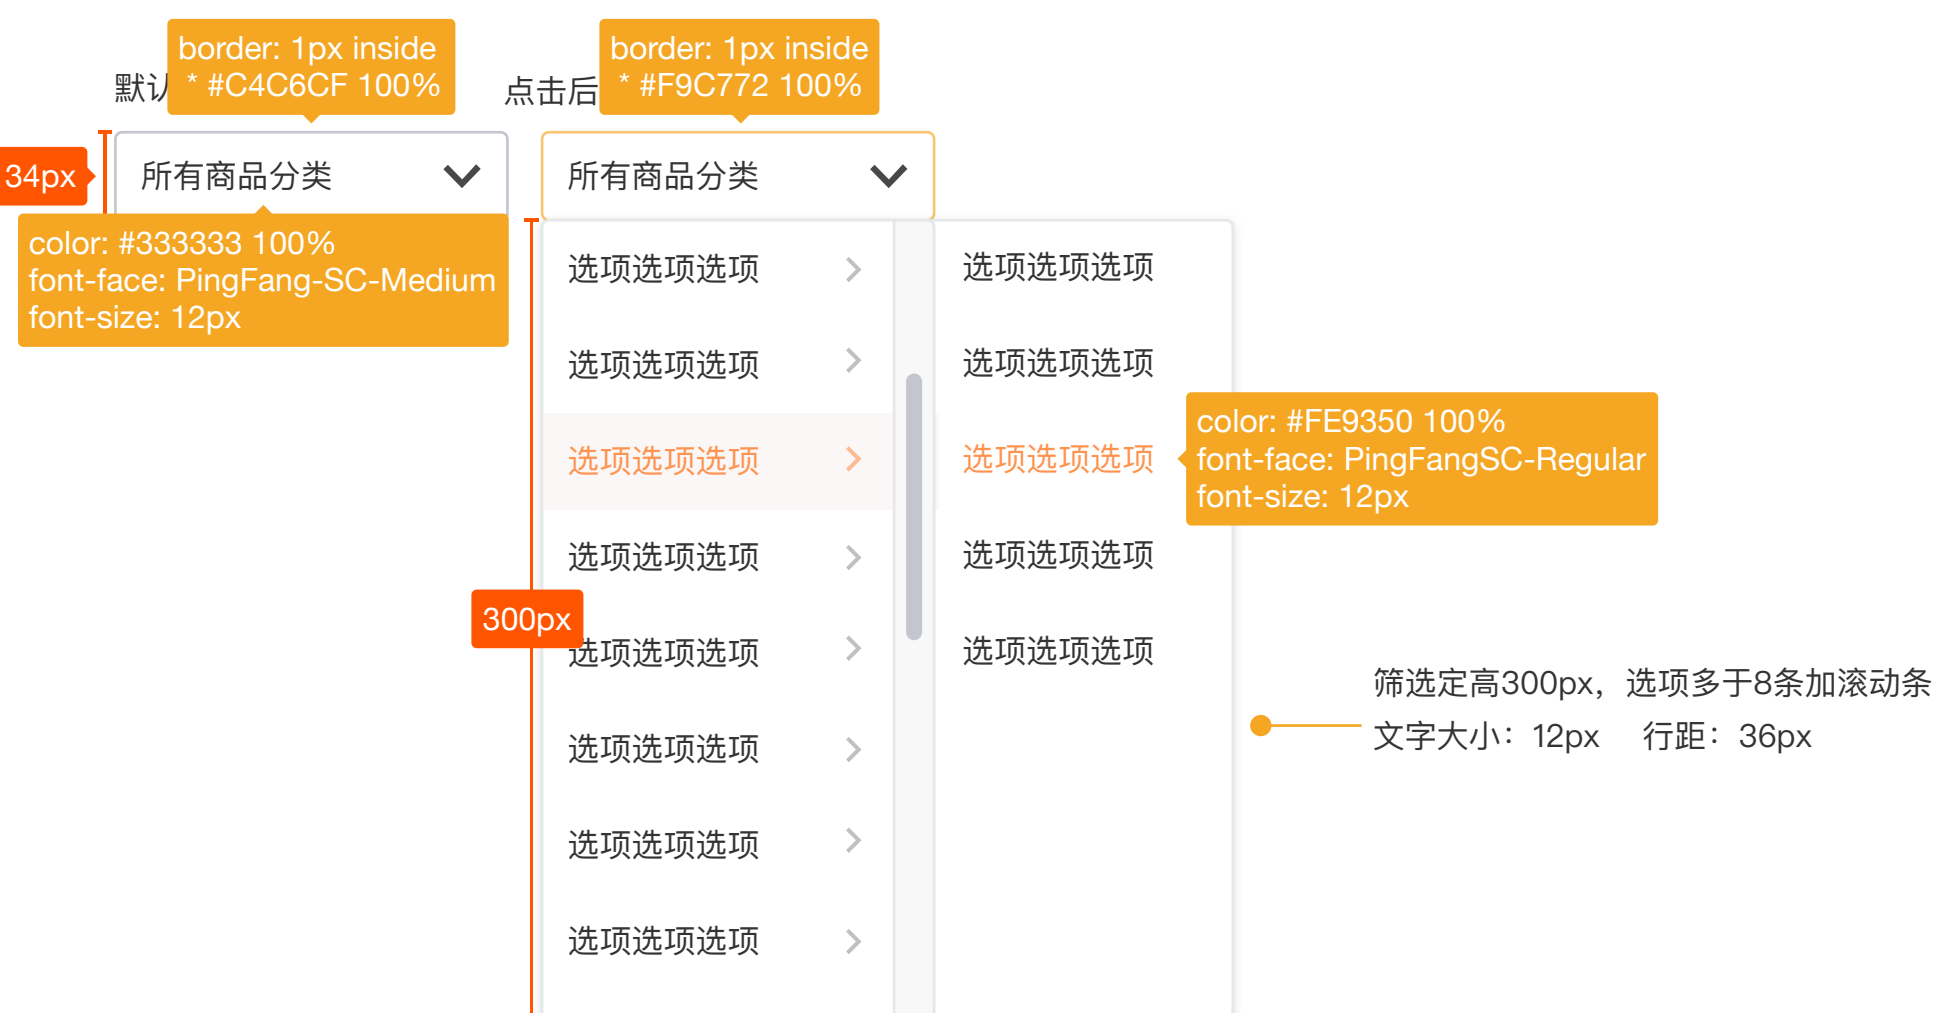 border: 1px inside
* #C4C6CF 100%
border: 1px inside
* #F9C772 100%
默认
点击后
34px
所有商品分类
所有商品分类
color: #333333 100%
font-face: PingFang-SC-Medium
font-size: 12px
选项选项选项
选项选项选项
选项选项选项
选项选项选项
选项选项选项
选项选项选项
color: #FE9350 100%
font-face: PingFangSC-Regular
font-size: 12px
选项选项选项
选项选项选项
300px
选项选项选项
选项选项选项
筛选定高300px，选项多于8条加滚动条
文字大小：12px 行距：36px
选项选项选项
选项选项选项
选项选项选项